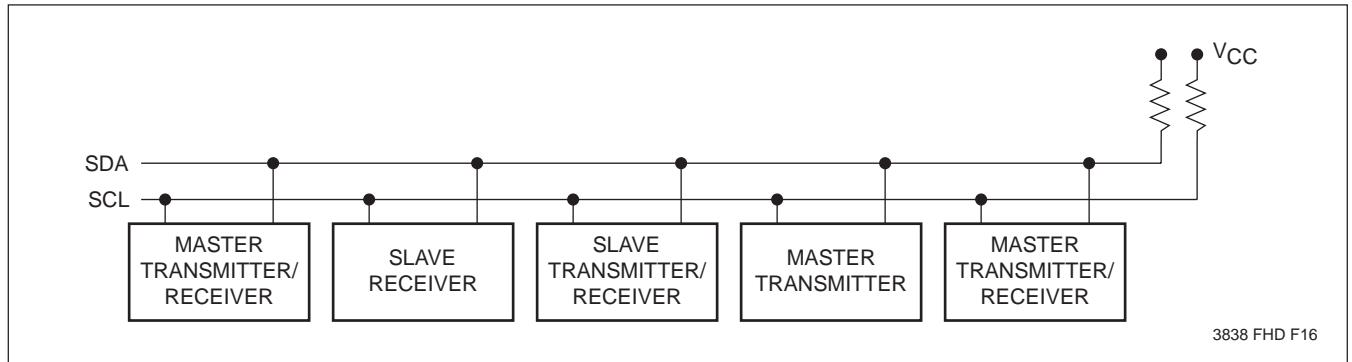 VCC
SDA
SCL
MASTER
TRANSMITTER/
RECEIVER
SLAVE
RECEIVER
SLAVE
TRANSMITTER/
RECEIVER
MASTER
TRANSMITTER
MASTER
TRANSMITTER/
RECEIVER
3838 FHD F16